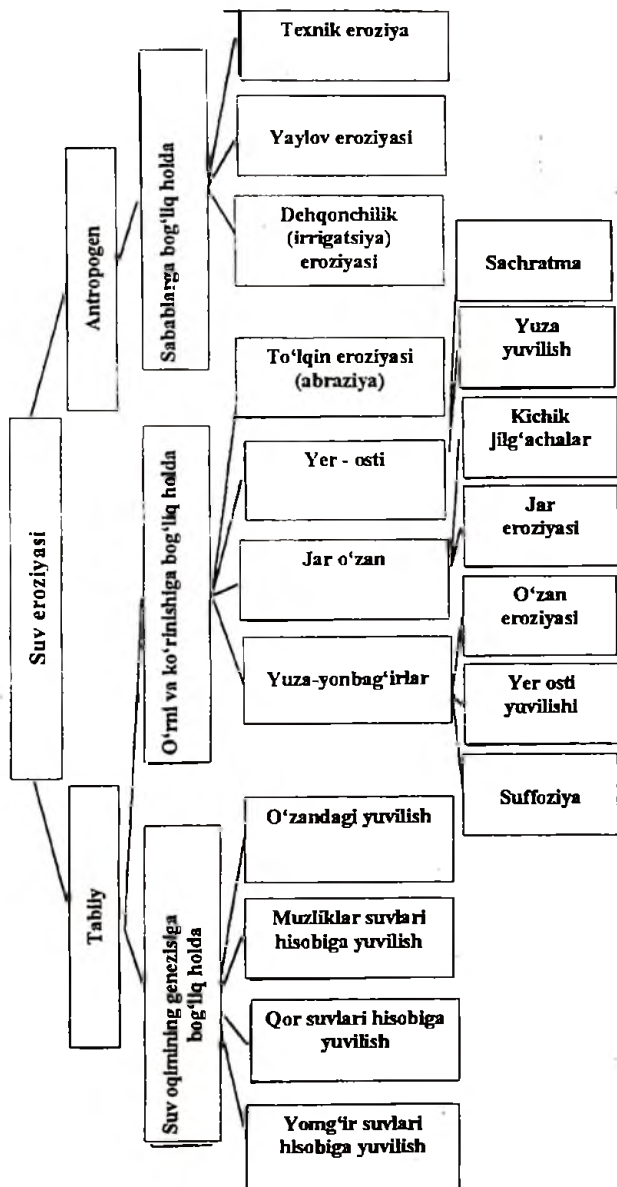 Suv eroziyasi
Antropogen
Tabiiy
Sabablarga bog‘liq holda
O‘rni va ko‘rinishiga bog‘liq holda
Suv oqimining genezisiga
bog‘liq holda
Texnik eroziya
Yaylov eroziyasi
Dehqonchilik
(irrigatsiya)
eroziyasi
To‘lqin eroziyasi
(abraziya)
Yer - osti
Jar o‘zan
Yuza-yonbag‘irlar
O‘zandagi yuvilish
Muzliklar suvlari
hisobiga yuvilish
Qor suvlari hisobiga
yuvilish
Yomg‘ir suvlari
hisobiga yuvilish
Sachratma
Yuza
yuvilish
Kichik
jilg‘achalar
Jar
eroziyasi
O‘zan
eroziyasi
Yer osti
yuvilishi
Suffoziya